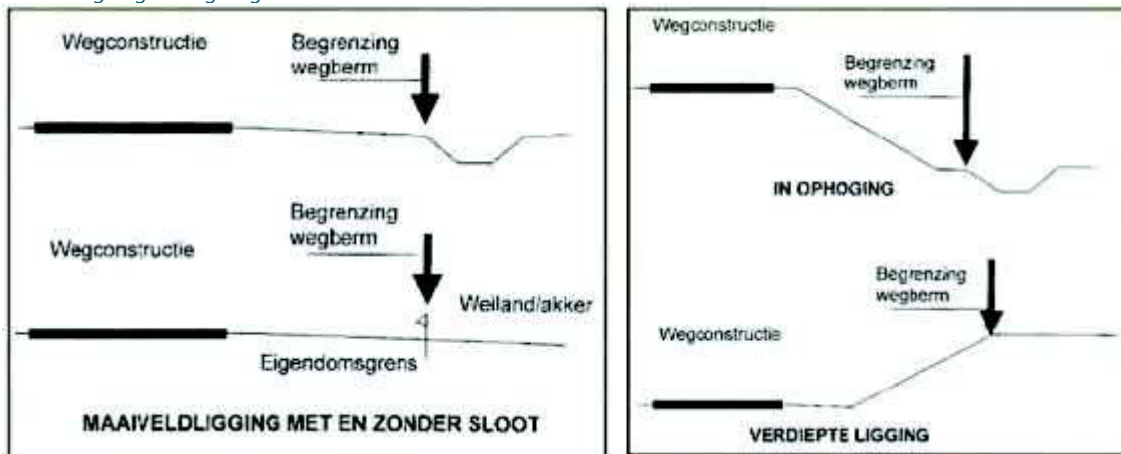 Wegconstructie
Begrenzing
wegberm
Wegconstructie
Begrenzing
wegberm
Weiland/akker
Eigendomsgrens
MAAIVELDLIGGING MET EN ZONDER SLOOT
Wegconstructie
Begrenzing
wegberm
IN OPHOGING
Begrenzing
wegberm
Wegconstructie
VERDIEPTE LIGGING